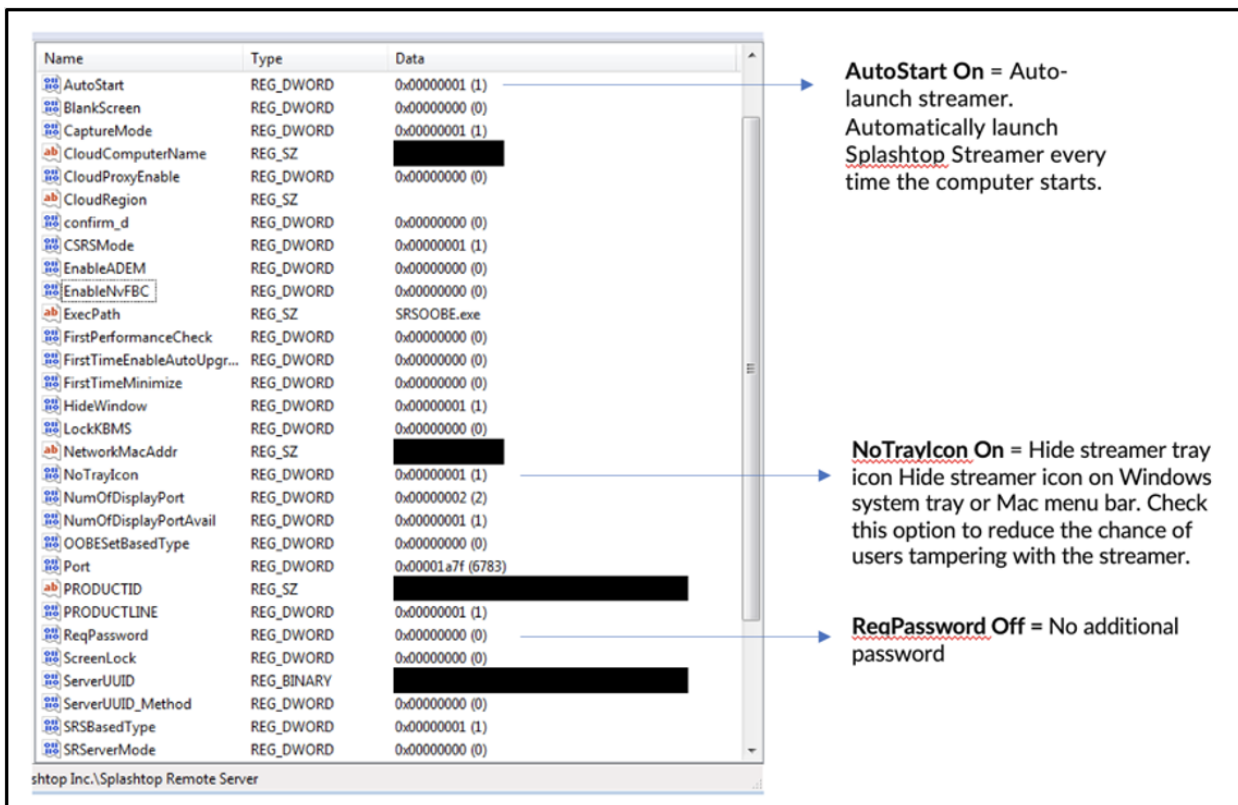 Name Type Data
AutoStart REG_DWORD 0x00000001 (1)
BlankScreen REG_DWORD 0x00000000 (0)
CaptureMode REG_DWORD 0x00000001 (1)
CloudComputerName REG_SZ
CloudProxyEnable REG_DWORD 0x00000000 (0)
CloudRegion REG_SZ
confirm_d REG_DWORD 0x00000000 (0)
CSRSMode REG_DWORD 0x00000001 (1)
EnableADEM REG_DWORD 0x00000000 (0)
EnableNvFBC REG_DWORD 0x00000000 (0)
ExecPath REG_SZ SRSOOBE.exe
FirstPerformanceCheck REG_DWORD 0x00000000 (0)
FirstTimeEnableAutoUpgr... REG_DWORD 0x00000000 (0)
FirstTimeMinimize REG_DWORD 0x00000000 (0)
HideWindow REG_DWORD 0x00000001 (1)
LockKBMS REG_DWORD 0x00000000 (0)
NetworkMacAddr REG_SZ
NoTrayIcon REG_DWORD 0x00000001 (1)
NumOfDisplayPort REG_DWORD 0x00000002 (2)
NumOfDisplayPortAvail REG_DWORD 0x00000001 (1)
OOBESetBasedType REG_DWORD 0x00000000 (0)
Port REG_DWORD 0x00001a7f (6783)
PRODUCTID REG_SZ
PRODUCTLINE REG_DWORD 0x00000001 (1)
ReqPassword REG_DWORD 0x00000000 (0)
ScreenLock REG_DWORD 0x00000000 (0)
ServerUUID REG_BINARY
ServerUUID_Method REG_DWORD 0x00000000 (0)
SRSBasedType REG_DWORD 0x00000001 (1)
SRServerMode REG_DWORD 0x00000000 (0)
shtop Inc.\Splashtop Remote Server
AutoStart On = Auto-
launch streamer.
Automatically launch
Splashtop Streamer every
time the computer starts.
NoTrayIcon On = Hide streamer tray
icon Hide streamer icon on Windows
system tray or Mac menu bar. Check
this option to reduce the chance of
users tampering with the streamer.
ReqPassword Off = No additional
password